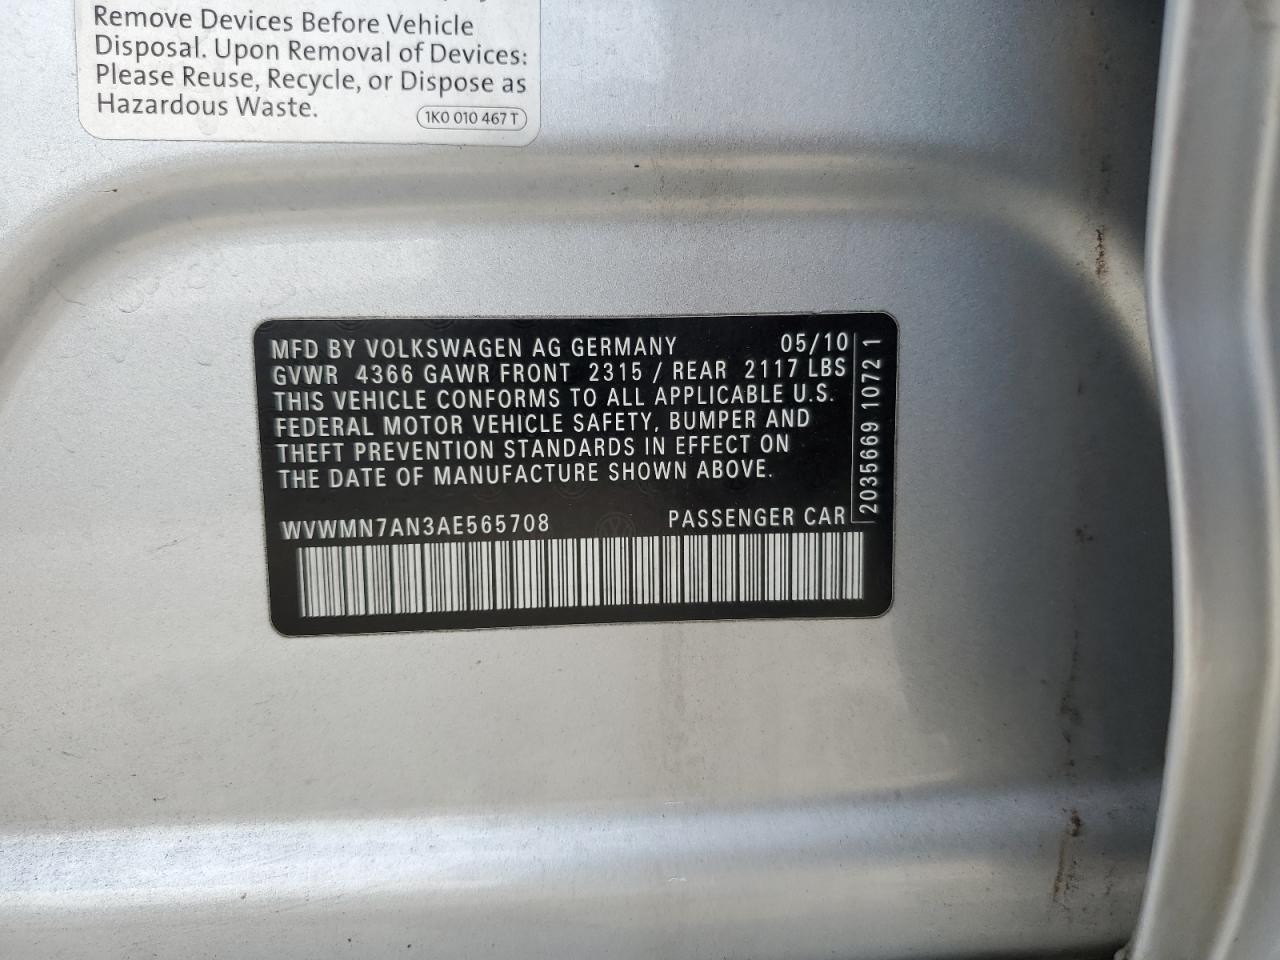 Remove Devices Before Vehicle
Disposal. Upon Removal of Devices:
Please Reuse, Recycle, or Dispose as
Hazardous Waste.
1K0 010 467 T
MFD BY VOLKSWAGEN AG GERMANY 05/10
GVWR 4366 GAWR FRONT 2315 / REAR 2117 LBS
THIS VEHICLE CONFORMS TO ALL APPLICABLE U.S.
FEDERAL MOTOR VEHICLE SAFETY, BUMPER AND
THEFT PREVENTION STANDARDS IN EFFECT ON
THE DATE OF MANUFACTURE SHOWN ABOVE.
WVWMN7AN3AE565708 PASSENGER CAR
2035669 1072 1